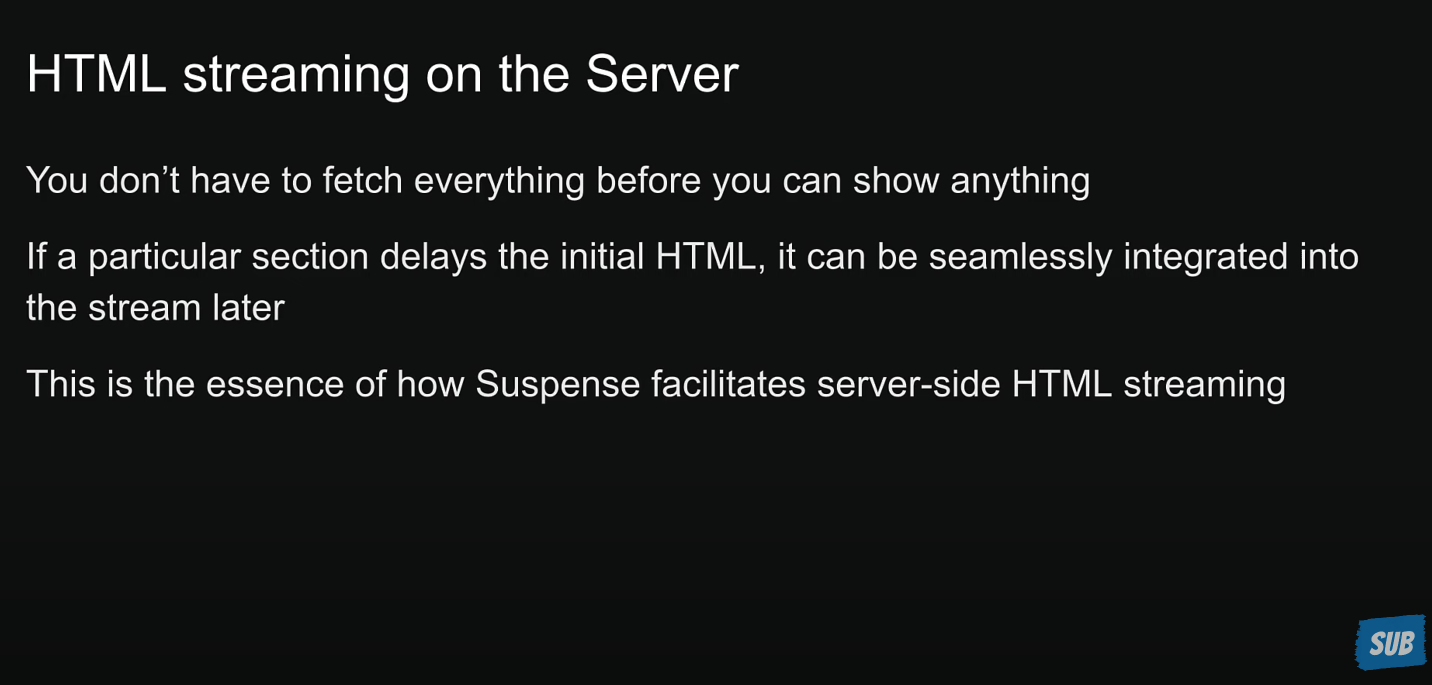 HTML streaming on the Server
You don’t have to fetch everything before you can show anything
If a particular section delays the initial HTML, it can be seamlessly integrated into
the stream later
This is the essence of how Suspense facilitates server-side HTML streaming
SUB